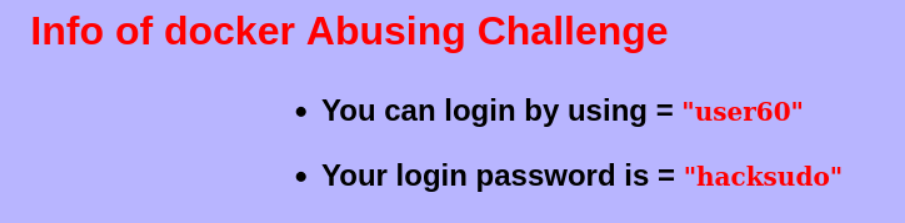 Info of docker Abusing Challenge
• You can login by using = "user60"
• Your login password is = "hacksudo"